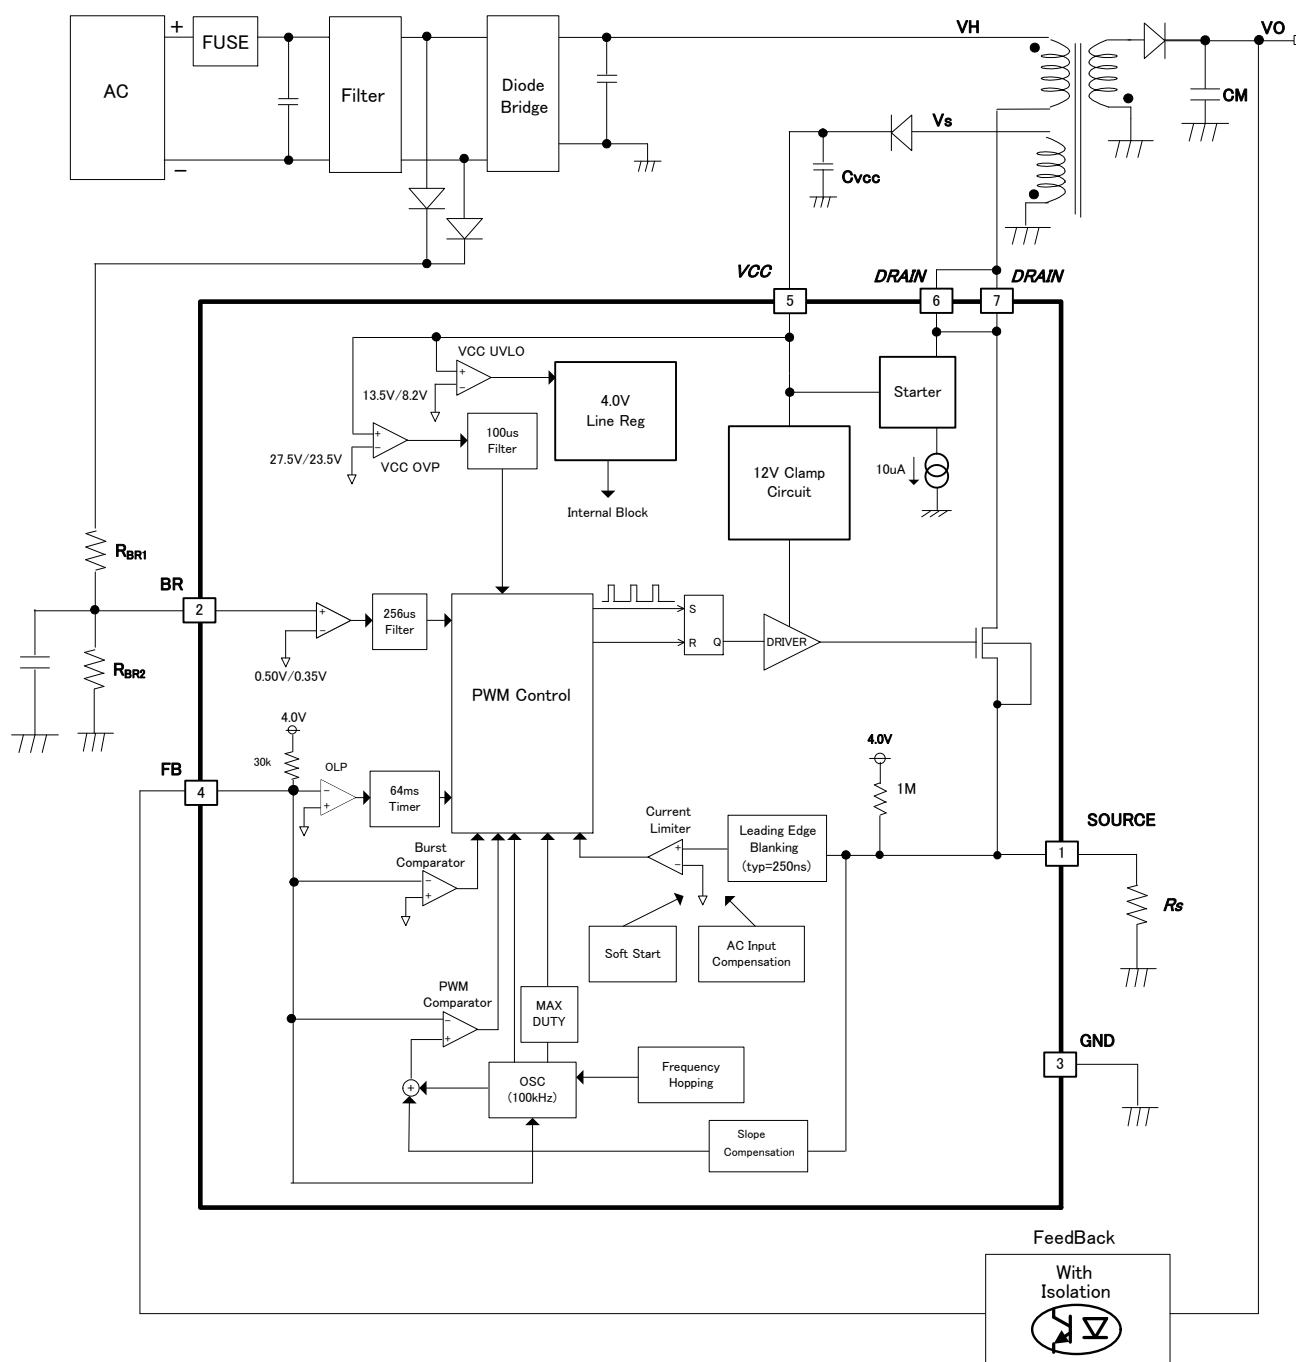 +
FUSE
AC
Filter
Diode
Bridge
VH
VO
CM
−
Vs
Cvcc
VCC
DRAIN
DRAIN
5
6
7
VCC UVLO
+
−
13.5V/8.2V
4.0V
Line Reg
Starter
+
−
100us
Filter
27.5V/23.5V
VCC OVP
12V Clamp
Circuit
10uA
Internal Block
RBR1
BR
2
+
−
256us
Filter
0.50V/0.35V
S
R
Q
DRIVER
RBR2
PWM Control
4.0V
30k
FB
4
OLP
−
+
64ms
Timer
4.0V
1M
Current
Limiter
+
−
Leading Edge
Blanking
(typ=250ns)
SOURCE
1
Burst
Comparator
−
+
Rs
Soft Start
AC Input
Compensation
PWM
Comparator
−
+
MAX
DUTY
GND
3
+
OSC
(100kHz)
Frequency
Hopping
Slope
Compensation
FeedBack
With
Isolation